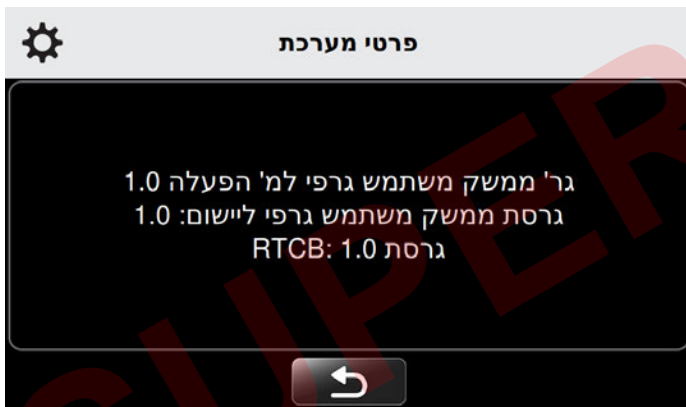 פרטי מערכת
גר' ממשק משתמש גרפי למ' הפעלה 1.0
גרסת ממשק משתמש גרפי ליישום: 1.0
גרסת RTCB: 1.0
SUPER